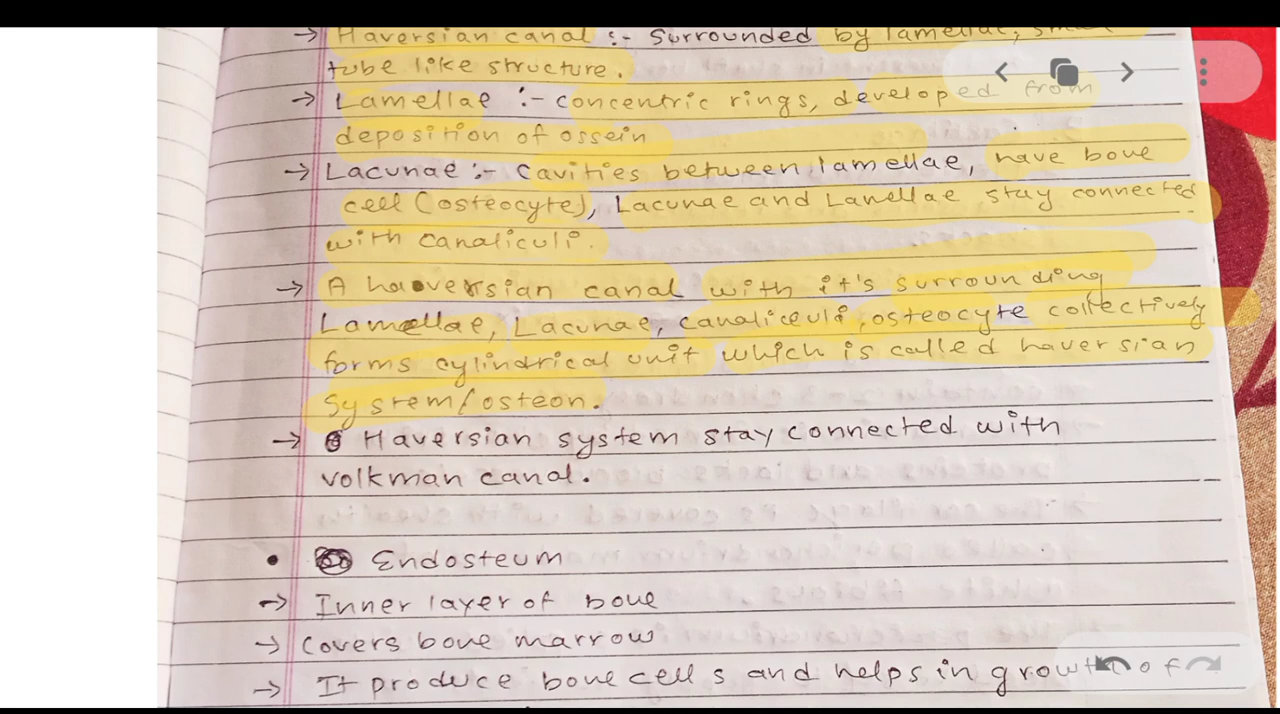 → Haversian canal :- Surrounded by lamellae, small
tube like structure.
→ Lamellae :- concentric rings, developed from
deposition of ossein
→ Lacunae :- cavities between lamellae, have bone
cell (osteocyte), Lacunae and Lamellae stay connected
with canaliculi.
→ A haversian canal with it's surrounding
Lamellae, Lacunae, canaliculi, osteocyte collectively
forms cylindrical unit which is called haversian
system/osteon.
→ Haversian system stay connected with
volkman canal.
• Endosteum
→ Inner layer of bone
→ covers bone marrow
→ It produce bone cells and helps in growth of